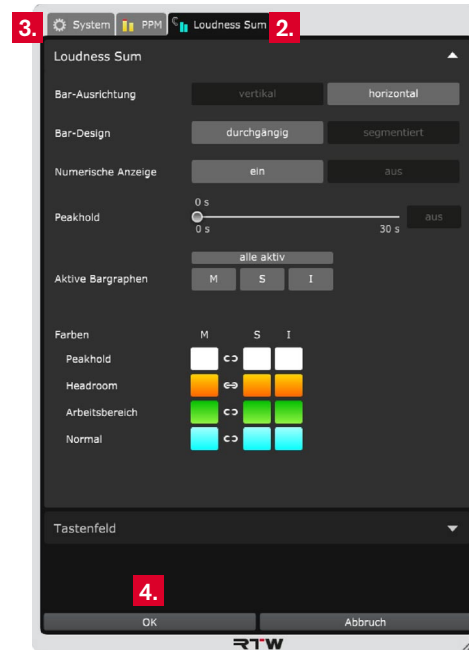 3. System PPM Loudness Sum 2.
Loudness Sum
Bar-Ausrichtung vertikal horizontal
Bar-Design durchgängig segmentiert
Numerische Anzeige ein aus
0 s
Peakhold aus
0 s 30 s
alle aktiv
Aktive Bargraphen M S I
Farben M S I
Peakhold
Headroom
Arbeitsbereich
Normal
Tastenfeld
4.
OK Abbruch
RTW